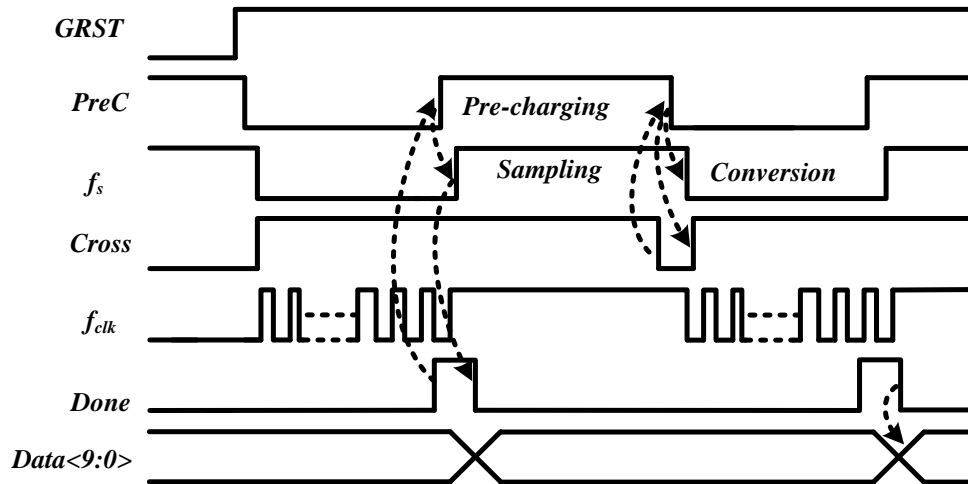 GRST
PreC
Pre-charging
fs
Sampling
Conversion
Cross
fclk
Done
Data<9:0>